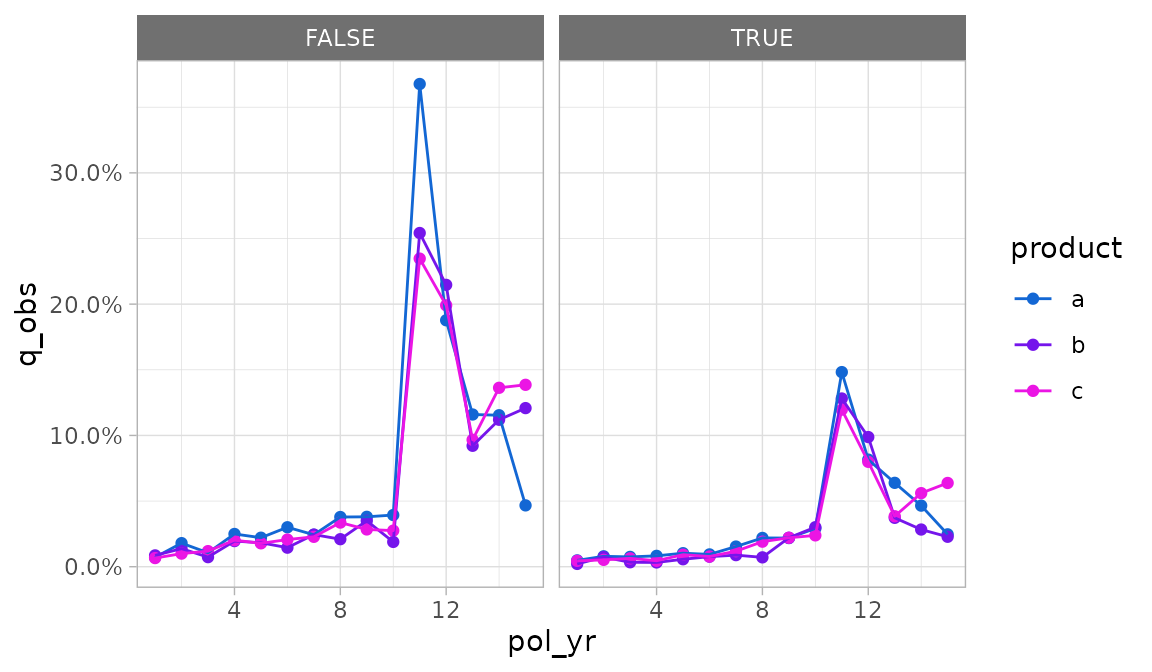 FALSE
TRUE
30.0%
20.0%
10.0%
0.0%
q_obs
4
8
12
4
8
12
pol_yr
product
a
b
c